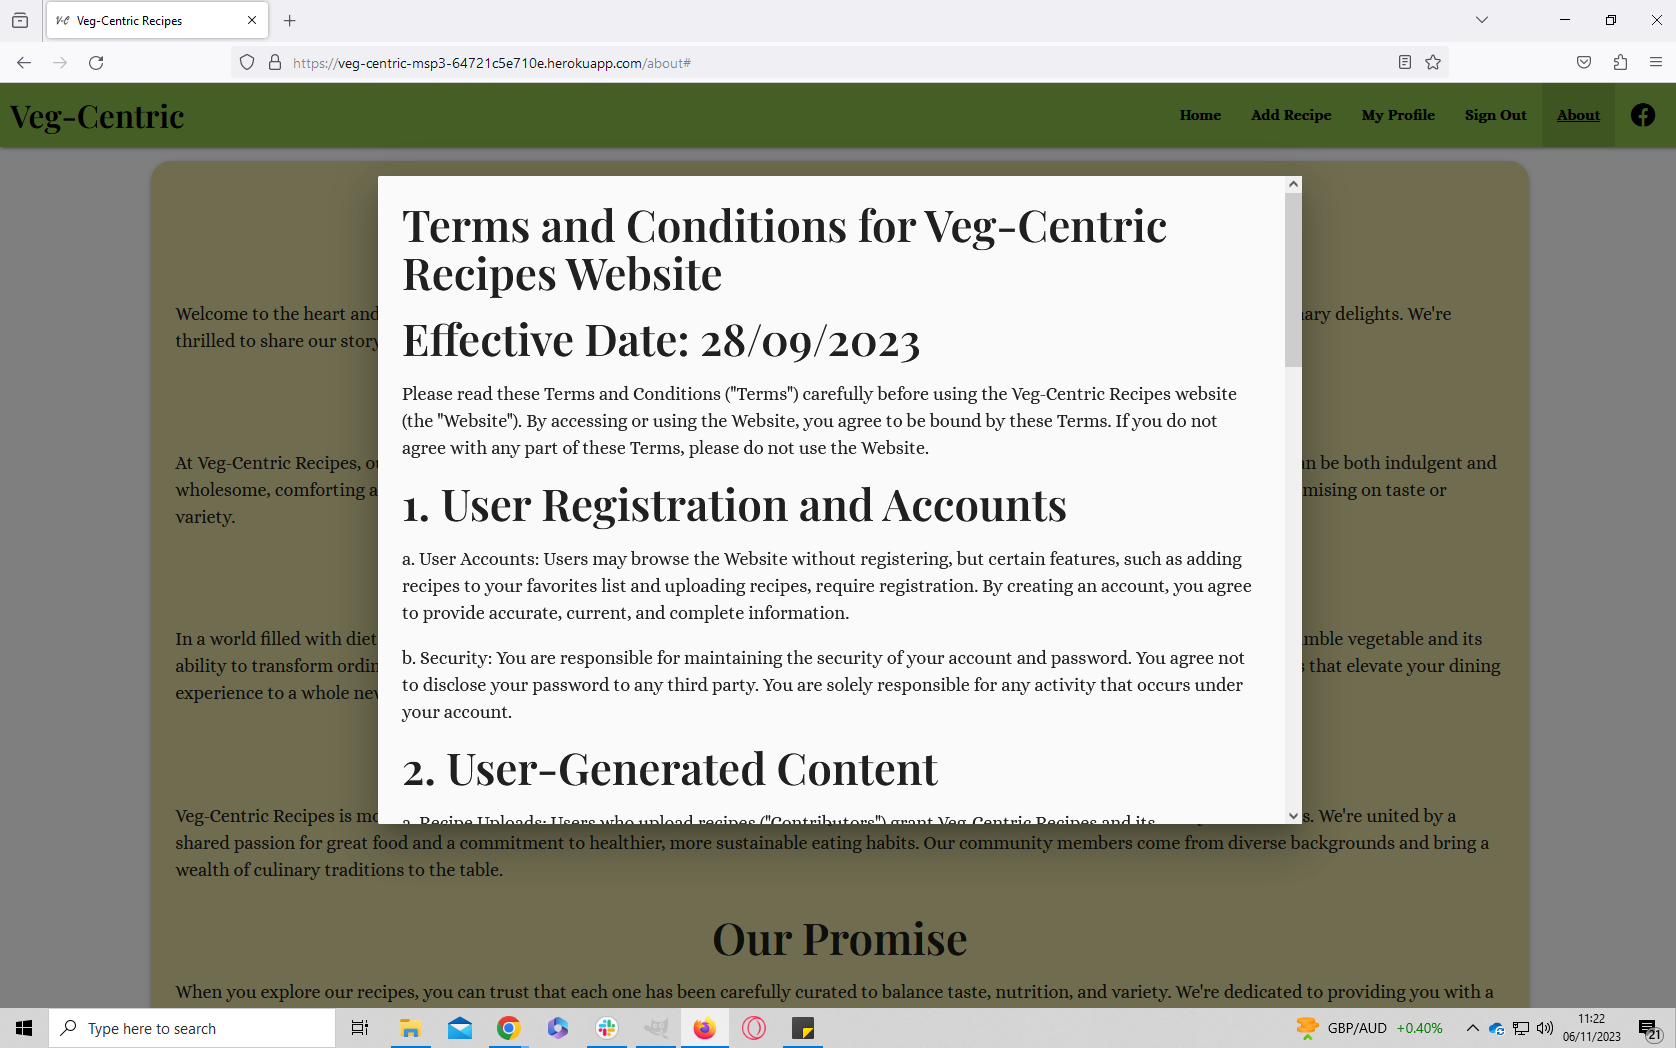 Veg-Centric Recipes
https://veg-centric-msp3-64721c5e710e.herokuapp.com/about#
Veg-Centric
Home
Add Recipe
My Profile
Sign Out
About
Terms and Conditions for Veg-Centric
Recipes Website
Effective Date: 28/09/2023
Please read these Terms and Conditions ("Terms") carefully before using the Veg-Centric Recipes website
(the "Website"). By accessing or using the Website, you agree to be bound by these Terms. If you do not
agree with any part of these Terms, please do not use the Website.
1. User Registration and Accounts
a. User Accounts: Users may browse the Website without registering, but certain features, such as adding
recipes to your favorites list and uploading recipes, require registration. By creating an account, you agree
to provide accurate, current, and complete information.
b. Security: You are responsible for maintaining the security of your account and password. You agree not
to disclose your password to any third party. You are solely responsible for any activity that occurs under
your account.
2. User-Generated Content
a. Recipe Uploads: Users who upload recipes ("Contributors") grant Veg-Centric Recipes and its
Welcome to the heart and
delights. We're
thrilled to share our story
At Veg-Centric Recipes,
be both indulgent and
wholesome, comforting a
on taste or
variety.
In a world filled with
vegetable and its
ability to transform
that elevate your dining
experience to a whole
Veg-Centric Recipes is
We're united by a
shared passion for great food and a commitment to healthier, more sustainable eating habits. Our community members come from diverse backgrounds and bring a
wealth of culinary traditions to the table.
Our Promise
When you explore our recipes, you can trust that each one has been carefully curated to balance taste, nutrition, and variety. We're dedicated to providing you with a
Type here to search
GBP/AUD +0.40%
11:22
06/11/2023
21